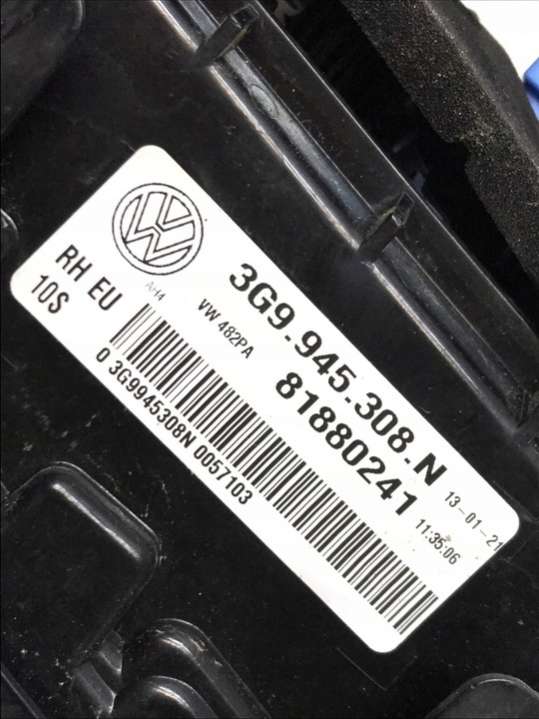 VW
RH EU
10S
AH4
VW 482PA
3G9.945.308.N
81880241
13-01-21
11:35:06
0 3G9945308N 0057103